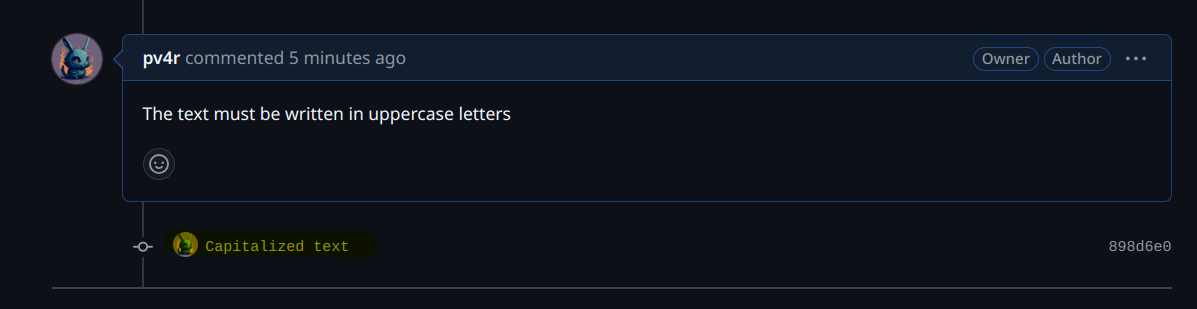 pv4r commented 5 minutes ago Owner Author
The text must be written in uppercase letters
Capitalized text 898d6e0